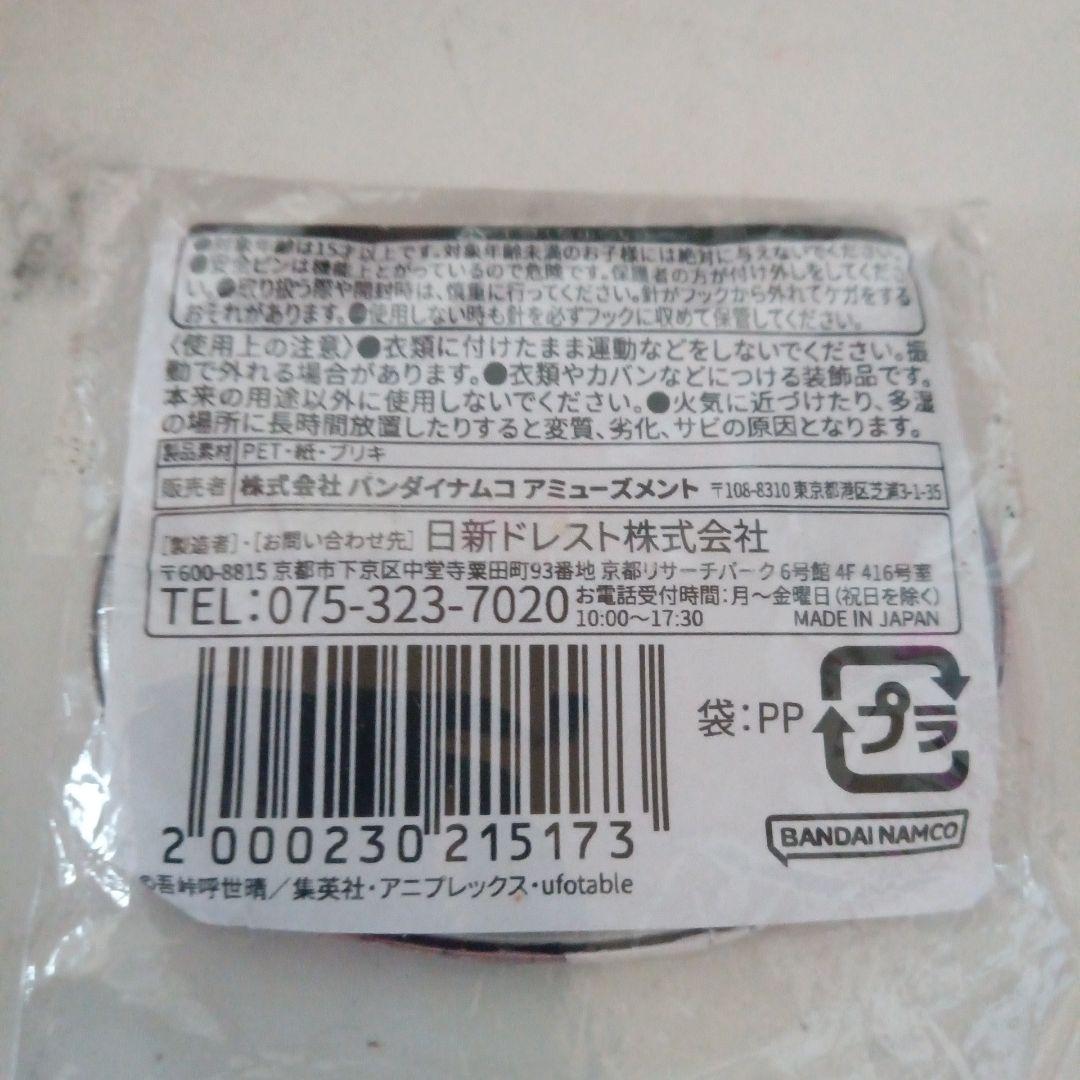 ●対象年齢は15才以上です。対象年齢未満のお子様には絶対に与えないでください。
●安全ピンは機能上とがっているので危険です。保護者の方が付け外しをしてくださ
い。●取り扱う際や開封時は、慎重に行ってください。針がフックから外れてケガをする
おそれがあります。●使用しない時も針を必ずフックに収めて保管してください。
〈使用上の注意〉●衣類に付けたまま運動などをしないでください。振
動で外れる場合があります。●衣類やカバンなどにつける装飾品です。
本来の用途以外に使用しないでください。●火気に近づけたり、多湿
の場所に長時間放置したりすると変質、劣化、サビの原因となります。
製品素材 PET・紙・ブリキ
販売者 株式会社 バンダイナムコ アミューズメント 〒108-8310 東京都港区芝浦3-1-35
[製造者]・[お問い合わせ先] 日新ドレスト株式会社
〒600-8815 京都市下京区中堂寺粟田町93番地 京都リサーチパーク 6号館 4F 416号室
TEL:075-323-7020 お電話受付時間:月〜金曜日(祝日を除く)
10:00〜17:30 MADE IN JAPAN
袋:PP プラ
BANDAI NAMCO
2 000230 215173
©吾峠呼世晴/集英社・アニプレックス・ufotable